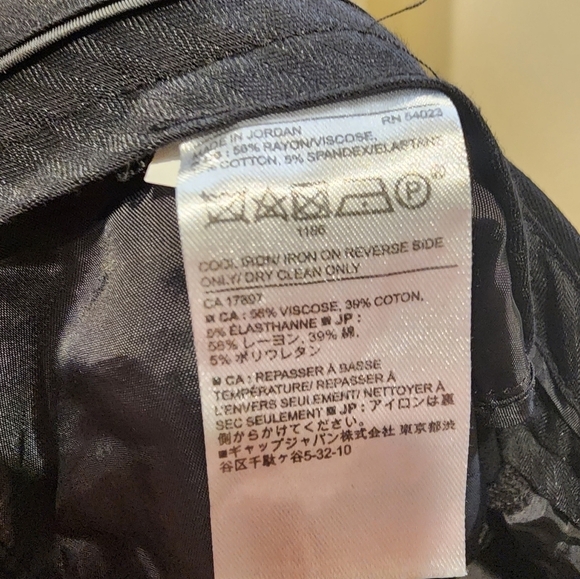 MADE IN JORDAN RN 54023
: 56% RAYON/VISCOSE,
% COTTON, 5% SPANDEX/ELASTANE
P
1186
COOL IRON/ IRON ON REVERSE SIDE
ONLY/ DRY CLEAN ONLY
CA 17897
CA : 56% VISCOSE, 39% COTON,
5% ÉLASTHANNE JP :
56% レーヨン, 39% 綿,
5% ポリウレタン
CA : REPASSER À BASSE
TEMPÉRATURE/ REPASSER À
L'ENVERS SEULEMENT/ NETTOYER À
SEC SEULEMENT JP : アイロンは裏
側からかけてください。
■ギャップジャパン株式会社 東京都渋
谷区千駄ヶ谷5-32-10